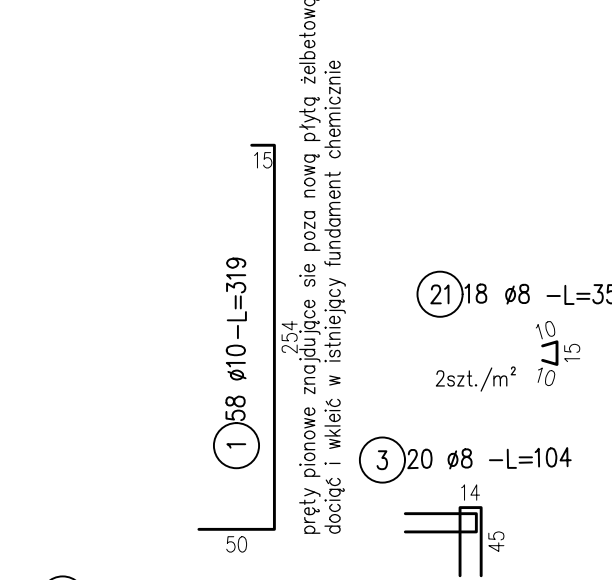 pręty pionowe znajdujące sie poza nową płytą żelbetową
dociąć i wkleić w istniejący fundament chemicznie
15
1 58 ø10-L=319
254
50
21 18 ø8 -L=35
10
15
10
2szt./m²
3 20 ø8 -L=104
14
45